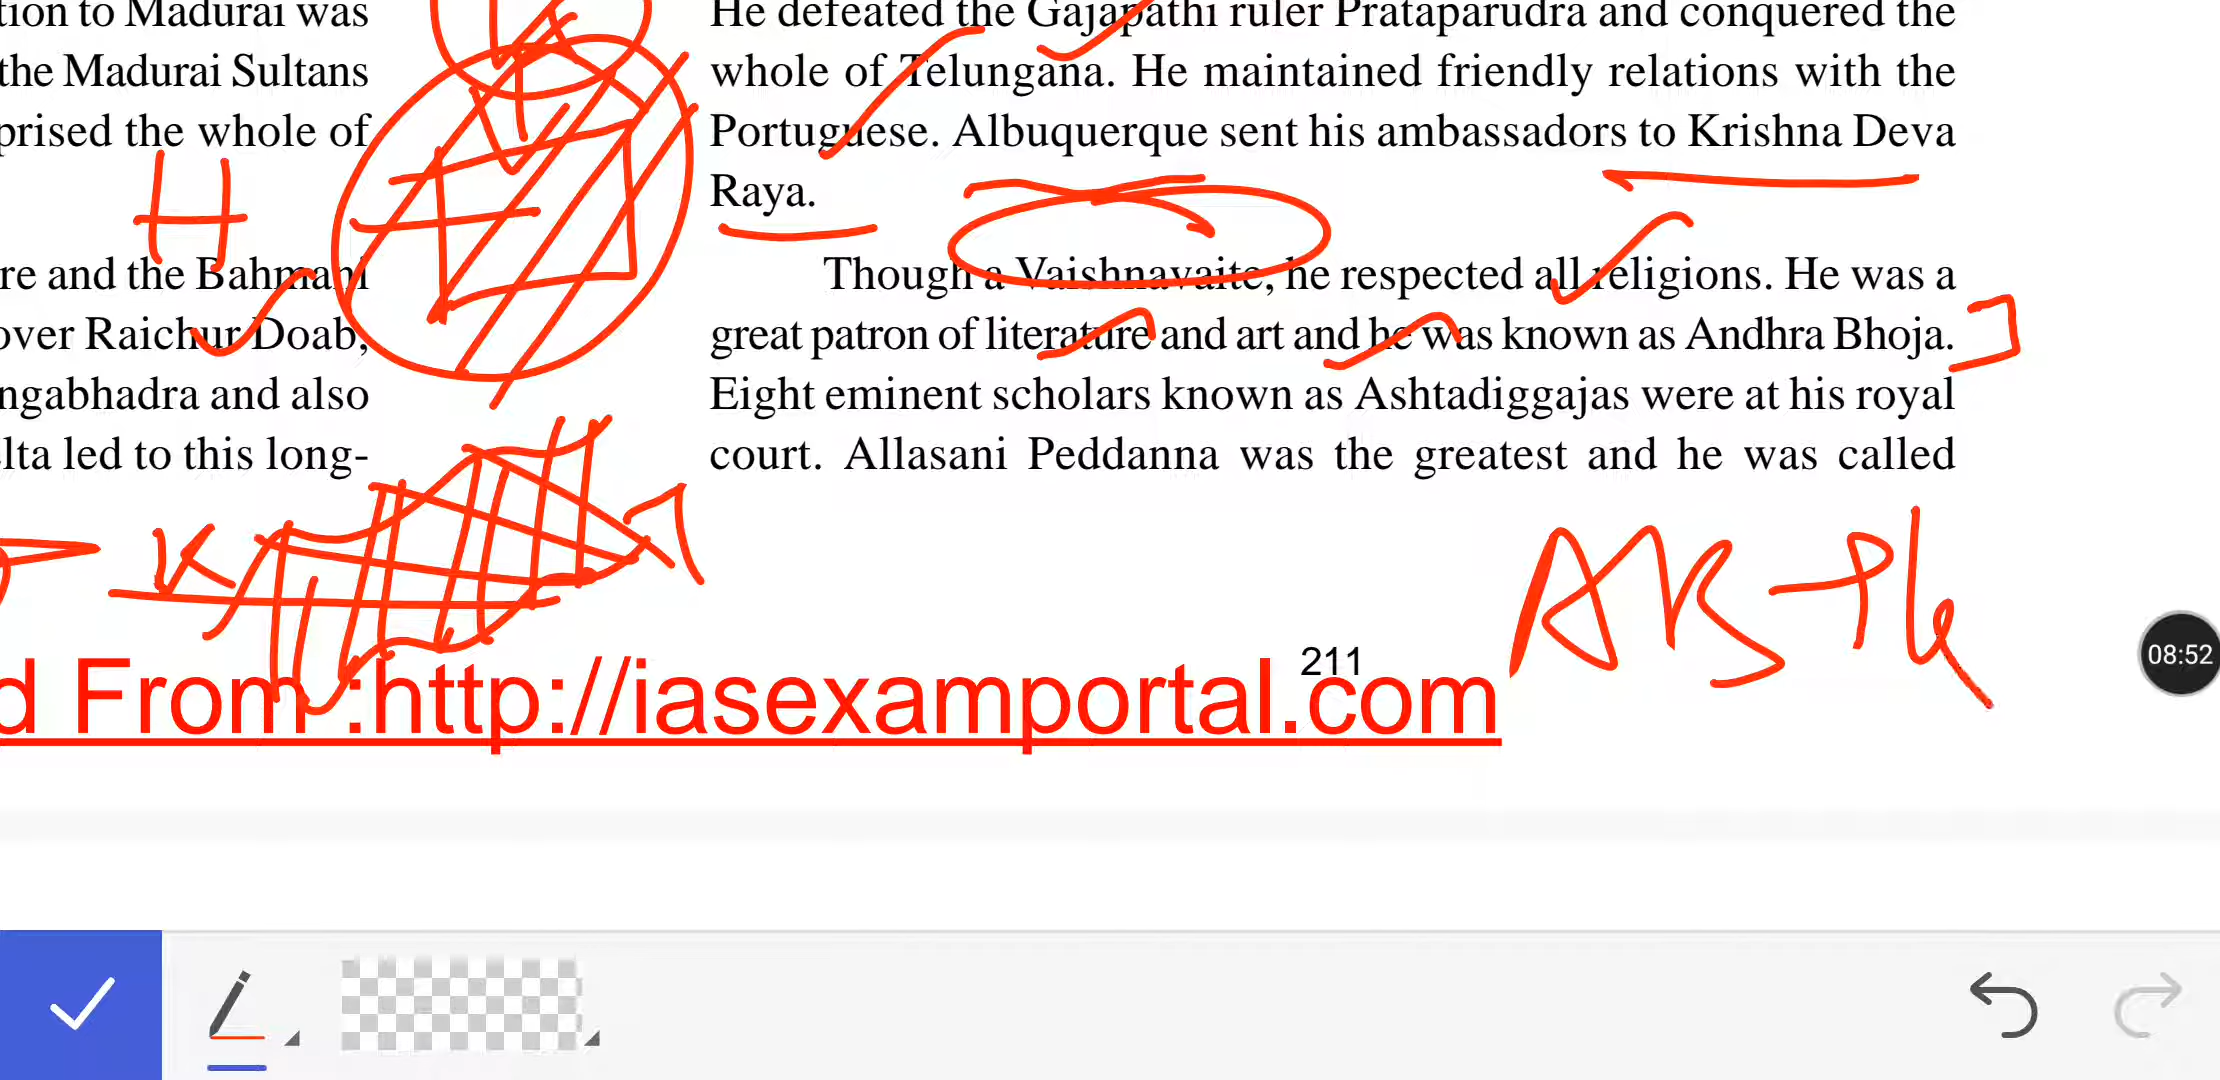 tion to Madurai was
the Madurai Sultans
prised the whole of
H
re and the Bahmani
over Raichur Doab,
ngabhadra and also
lta led to this long-
K
He defeated the Gajapathi ruler Prataparudra and conquered the
whole of Telungana. He maintained friendly relations with the
Portuguese. Albuquerque sent his ambassadors to Krishna Deva
Raya.
Though a Vaishnavaite, he respected all religions. He was a
great patron of literature and art and he was known as Andhra Bhoja.
Eight eminent scholars known as Ashtadiggajas were at his royal
court. Allasani Peddanna was the greatest and he was called
211
d From :http://iasexamportal.com
08:52